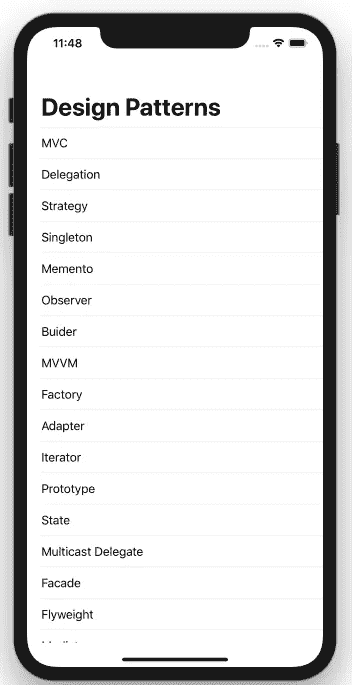 11:48
Design Patterns
MVC
Delegation
Strategy
Singleton
Memento
Observer
Buider
MVVM
Factory
Adapter
Iterator
Prototype
State
Multicast Delegate
Facade
Flyweight